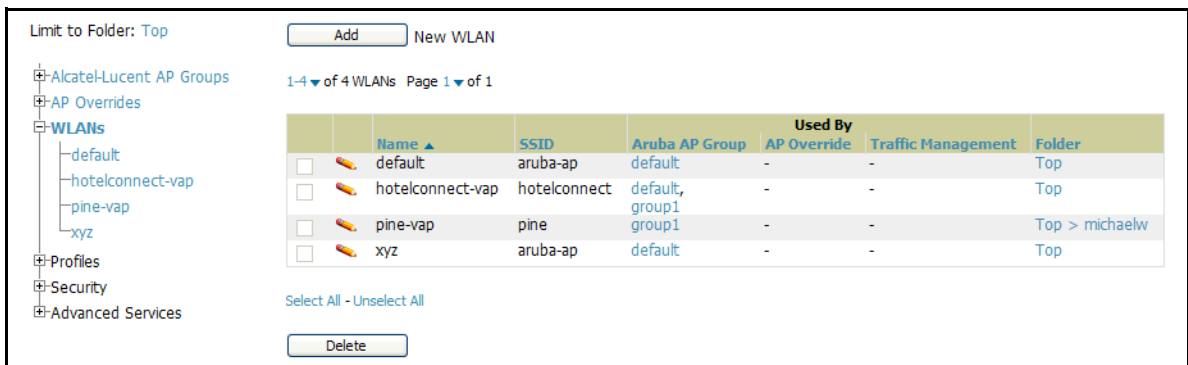 Limit to Folder: Top
Alcatel-Lucent AP Groups
AP Overrides
WLANs
default
hotelconnect-vap
pine-vap
xyz
Profiles
Security
Advanced Services
Add New WLAN
1-4 of 4 WLANs Page 1 of 1
Used By
Name SSID Aruba AP Group AP Override Traffic Management Folder
default aruba-ap default - - Top
hotelconnect-vap hotelconnect default, - - Top
group1
pine-vap pine group1 - - Top > michaelw
xyz aruba-ap default - - Top
Select All - Unselect All
Delete